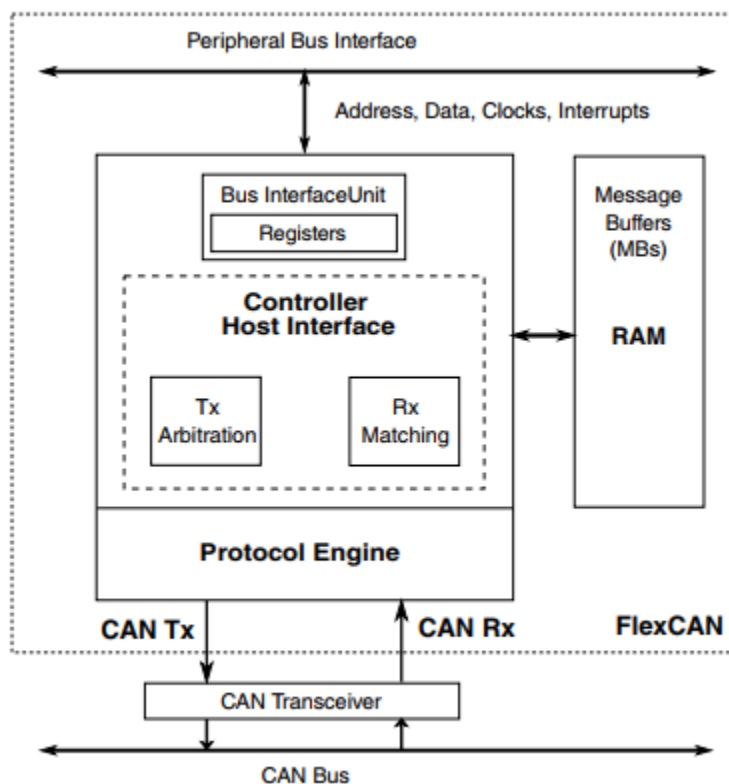 Peripheral Bus Interface
Address, Data, Clocks, Interrupts
Bus InterfaceUnit
Registers
Controller
Host Interface
Tx
Arbitration
Rx
Matching
Message
Buffers
(MBs)
RAM
Protocol Engine
CAN Tx
CAN Rx
FlexCAN
CAN Transceiver
CAN Bus